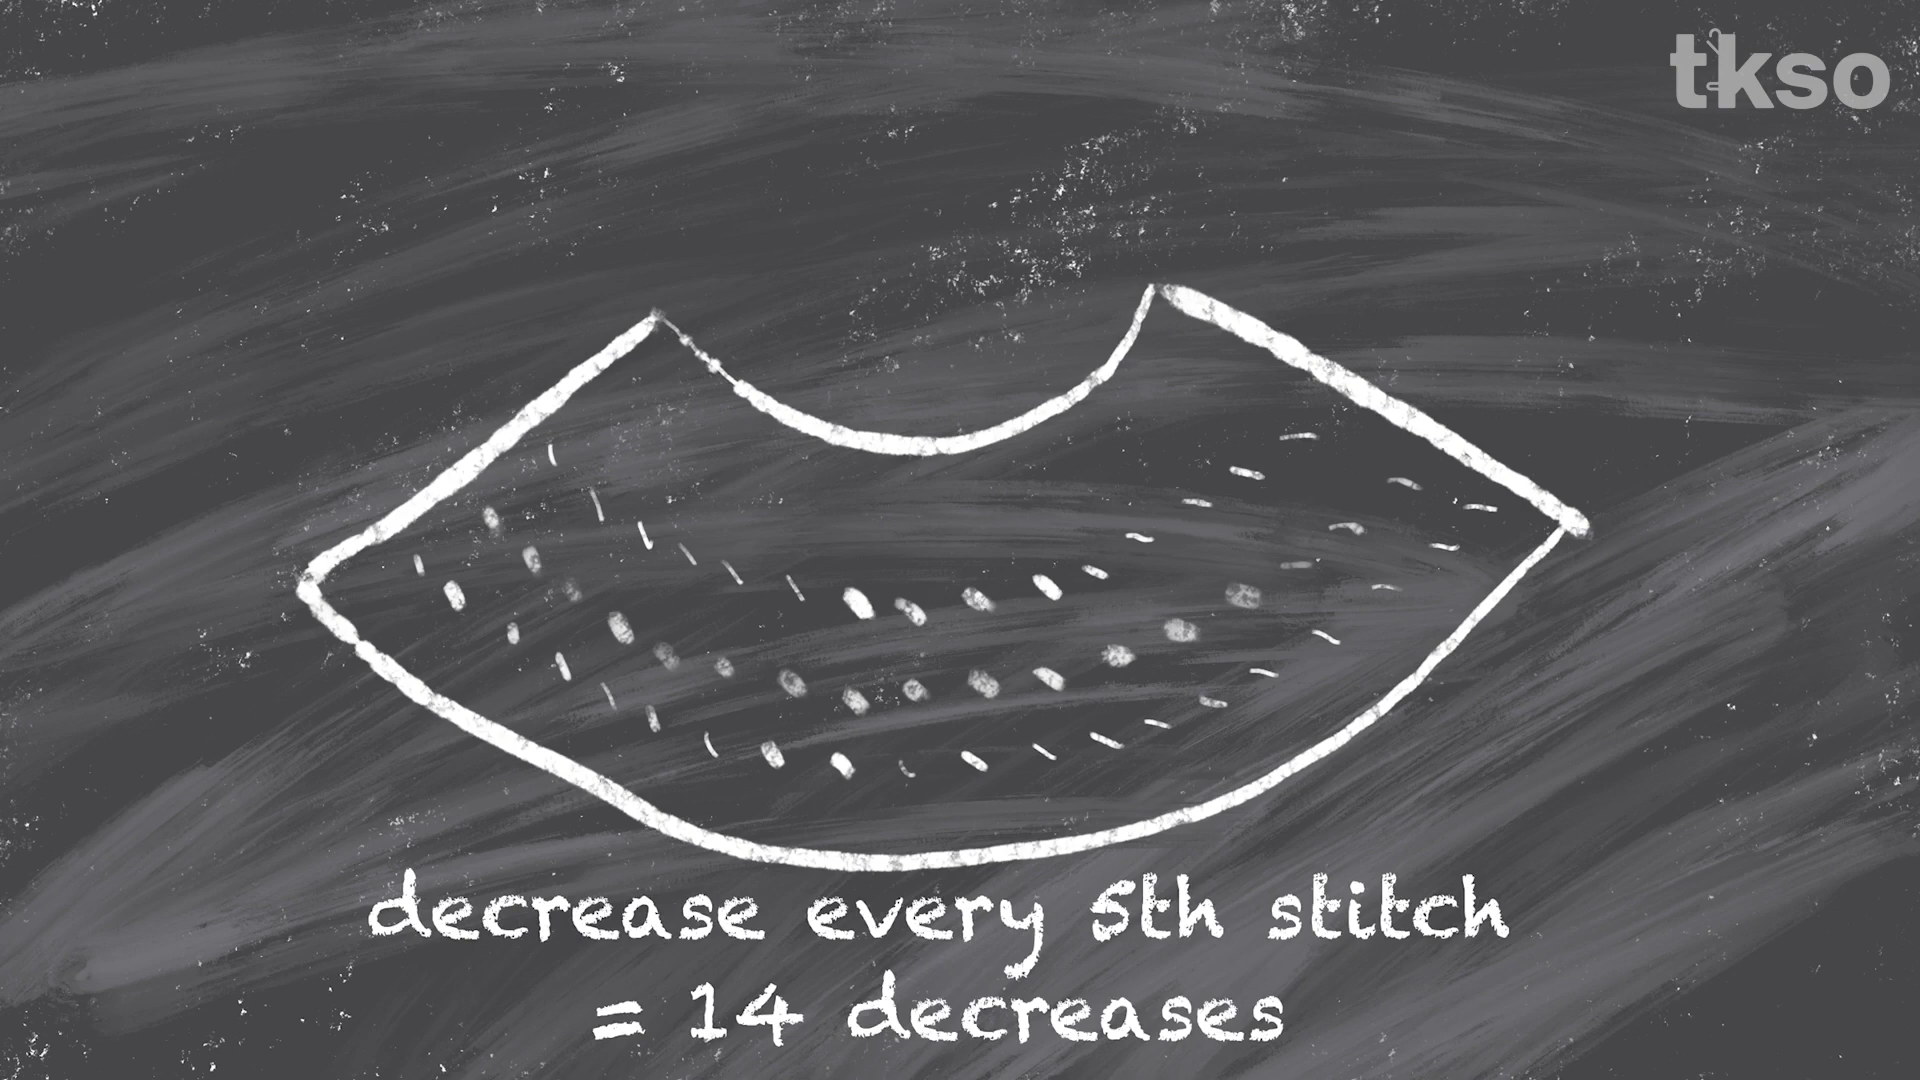 tkso
decrease every 5th stitch
= 14 decreases